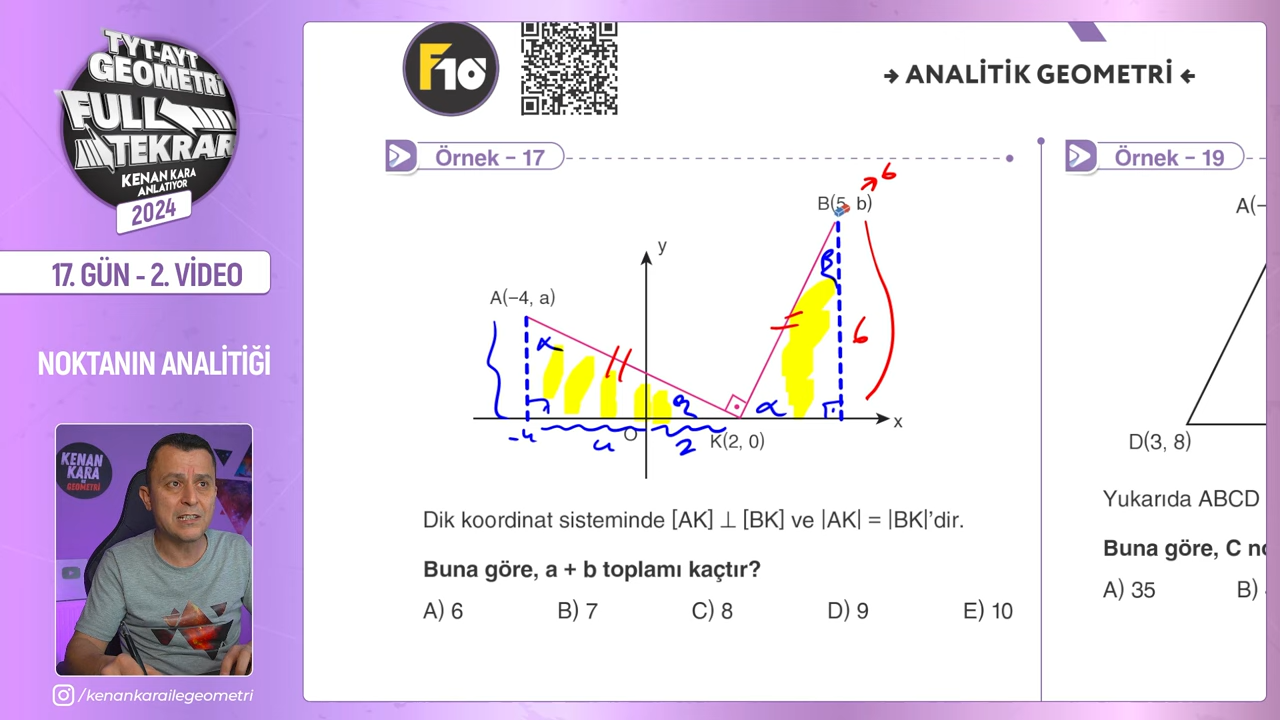 TYT-AYT
GEOMETRİ
FULL
TEKRAR
KENAN KARA
ANLATIYOR
2024
17. GÜN - 2. VİDEO
NOKTANIN ANALİTİĞİ
KENAN
KARA
GEOMETRİ
/kenankarailegeometri
F10
→ ANALİTİK GEOMETRİ ←
Örnek – 17
6
B(5, b)
y
β
A(–4, a)
α
6
α
x
-4
4
O
2
K(2, 0)
Dik koordinat sisteminde [AK] ⊥ [BK] ve |AK| = |BK|’dir.
Buna göre, a + b toplamı kaçtır?
A) 6 B) 7 C) 8 D) 9 E) 10
Örnek – 19
A(–
D(3, 8)
Yukarıda ABCD
Buna göre, C
A) 35 B)